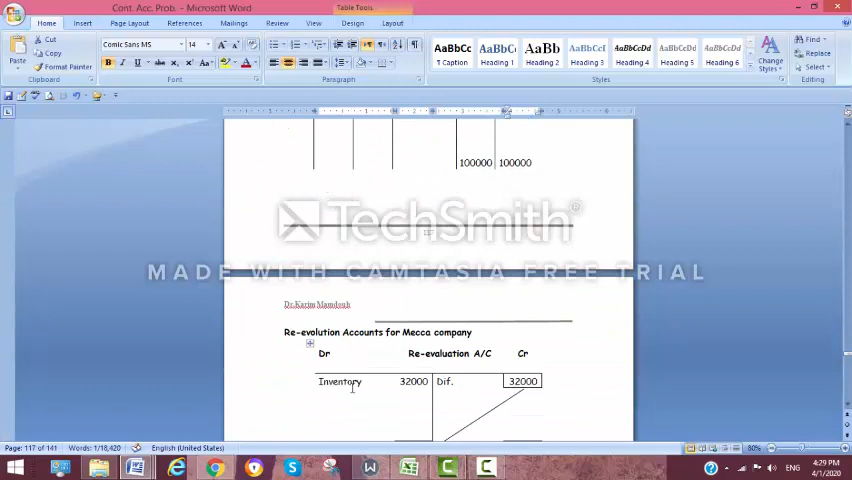 Cont. Acc. Prob. - Microsoft Word
Table Tools
Home Insert Page Layout References Mailings Review View Design Layout
Cut
Copy
Format Painter
Paste
Clipboard
Comic Sans MS 14
Font
Paragraph
AaBbCc AaBbCc AaBb AaBbCcI AaBbCcDd AaBbCcDd AaBbCcDd
¶ Caption Heading 1 Heading 2 Heading 3 Heading 4 Heading 5 Heading 6
Styles
Change Styles
Find
Replace
Select
Editing
100000 100000
TechSmith®
117
MADE WITH CAMTASIA FREE TRIAL
Dr.Karim Mamdouh
Re-evolution Accounts for Mecca company
Dr Re-evaluation A/C Cr
Inventory 32000 Dif. 32000
Page: 117 of 141 Words: 1/18,420 English (United States) 80%
ENG
4:29 PM
4/1/2020